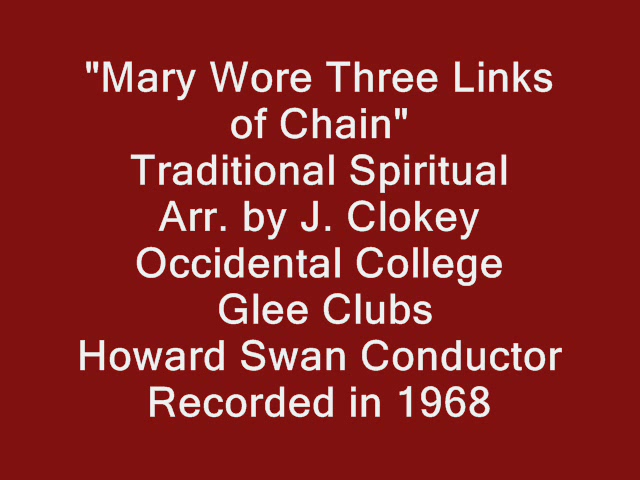 "Mary Wore Three Links
of Chain"
Traditional Spiritual
Arr. by J. Clokey
Occidental College
Glee Clubs
Howard Swan Conductor
Recorded in 1968